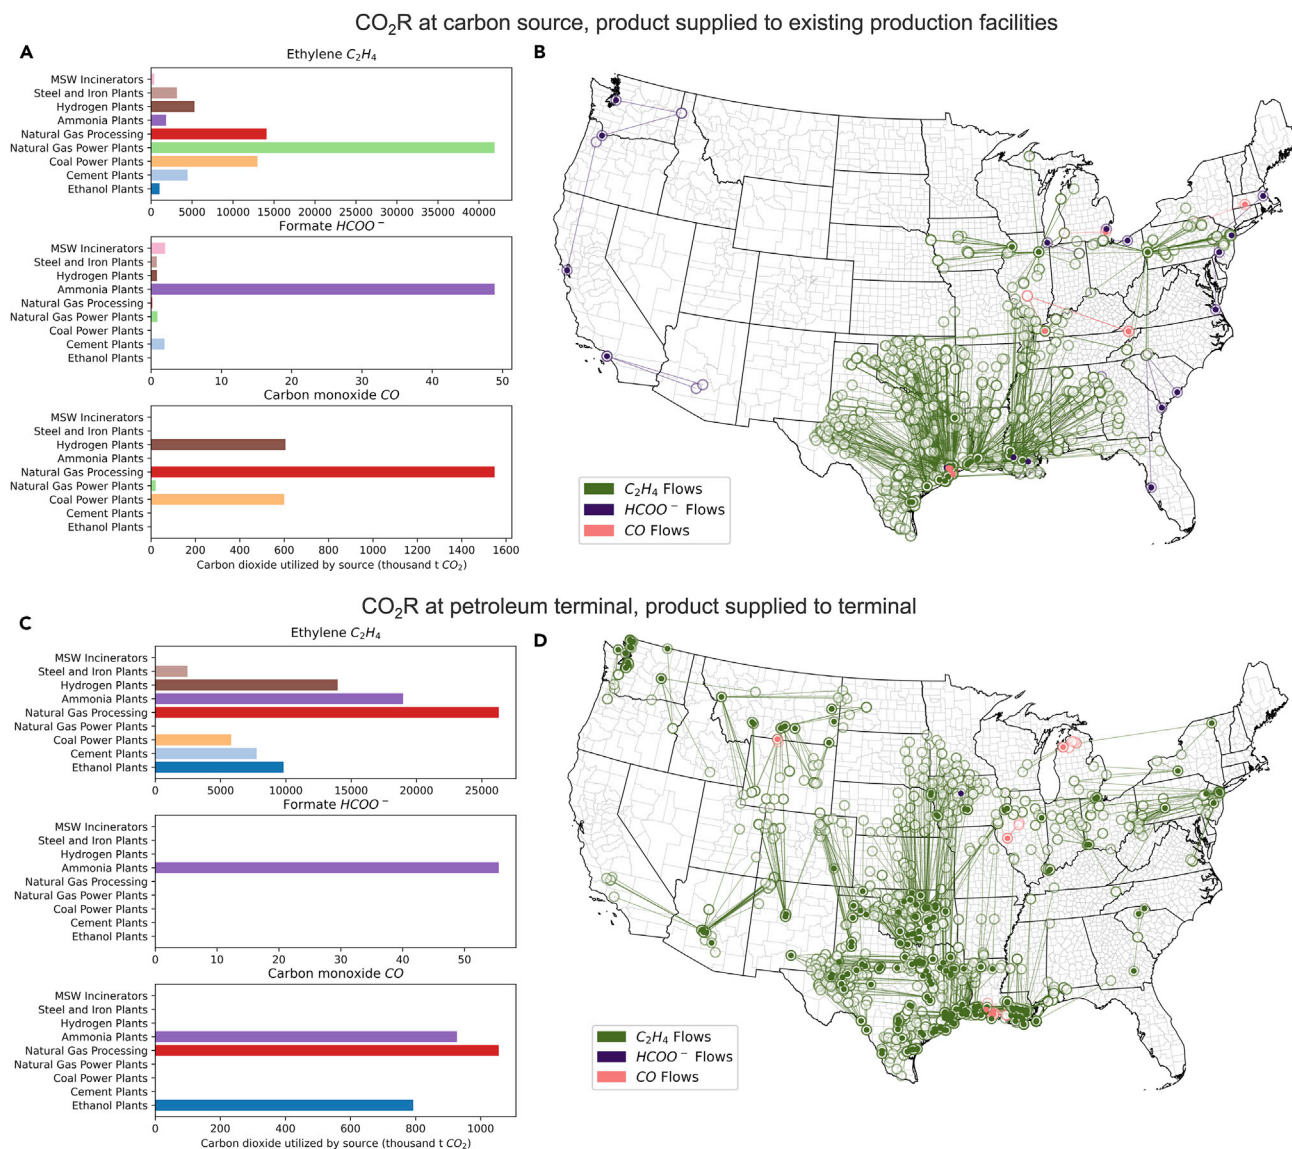 CO₂R at carbon source, product supplied to existing production facilities
A
Ethylene C₂H₄
MSW Incinerators
Steel and Iron Plants
Hydrogen Plants
Ammonia Plants
Natural Gas Processing
Natural Gas Power Plants
Coal Power Plants
Cement Plants
Ethanol Plants
0 5000 10000 15000 20000 25000 30000 35000 40000
Formate HCOO⁻
MSW Incinerators
Steel and Iron Plants
Hydrogen Plants
Ammonia Plants
Natural Gas Processing
Natural Gas Power Plants
Coal Power Plants
Cement Plants
Ethanol Plants
0 10 20 30 40 50
Carbon monoxide CO
MSW Incinerators
Steel and Iron Plants
Hydrogen Plants
Ammonia Plants
Natural Gas Processing
Natural Gas Power Plants
Coal Power Plants
Cement Plants
Ethanol Plants
0 200 400 600 800 1000 1200 1400 1600
Carbon dioxide utilized by source (thousand t CO₂)
B
C₂H₄ Flows
HCOO⁻ Flows
CO Flows
CO₂R at petroleum terminal, product supplied to terminal
C
Ethylene C₂H₄
MSW Incinerators
Steel and Iron Plants
Hydrogen Plants
Ammonia Plants
Natural Gas Processing
Natural Gas Power Plants
Coal Power Plants
Cement Plants
Ethanol Plants
0 5000 10000 15000 20000 25000
Formate HCOO⁻
MSW Incinerators
Steel and Iron Plants
Hydrogen Plants
Ammonia Plants
Natural Gas Processing
Natural Gas Power Plants
Coal Power Plants
Cement Plants
Ethanol Plants
0 10 20 30 40 50
Carbon monoxide CO
MSW Incinerators
Steel and Iron Plants
Hydrogen Plants
Ammonia Plants
Natural Gas Processing
Natural Gas Power Plants
Coal Power Plants
Cement Plants
Ethanol Plants
0 200 400 600 800 1000
Carbon dioxide utilized by source (thousand t CO₂)
D
C₂H₄ Flows
HCOO⁻ Flows
CO Flows